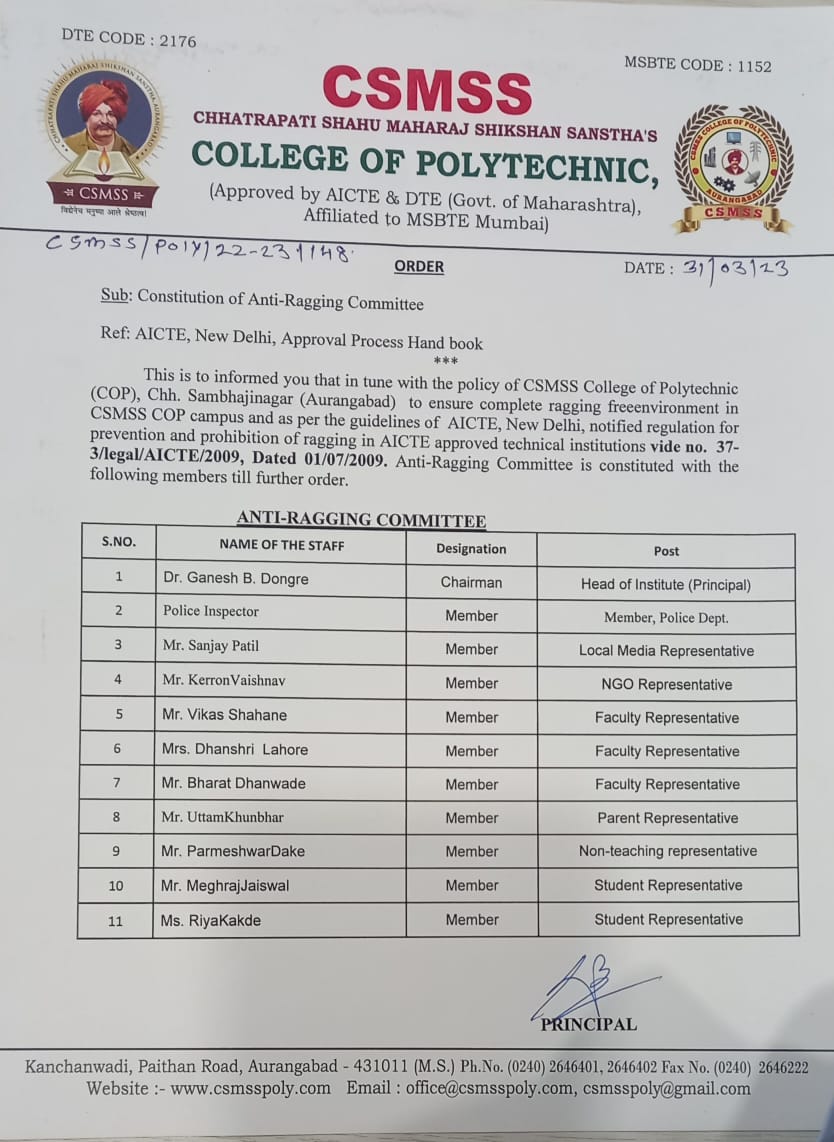 DTE CODE : 2176
MSBTE CODE : 1152
CSMSS
CHHATRAPATI SHAHU MAHARAJ SHIKSHAN SANSTHA'S
COLLEGE OF POLYTECHNIC,
(Approved by AICTE & DTE (Govt. of Maharashtra),
Affiliated to MSBTE Mumbai)
CHHATRAPATI SHAHU MAHARAJ SHIKSHAN SANSTHA, AURANGABAD
CSMSS
विद्येनेच मनुष्या आले श्रेष्ठत्व!
CSMSS COLLEGE OF POLYTECHNIC
AURANGABAD
CSMSS
CSMSS/POLY/22-23/148.
ORDER
DATE : 31/03/23
Sub: Constitution of Anti-Ragging Committee
Ref: AICTE, New Delhi, Approval Process Hand book
***
This is to informed you that in tune with the policy of CSMSS College of Polytechnic
(COP), Chh. Sambhajinagar (Aurangabad) to ensure complete ragging freeenvironment in
CSMSS COP campus and as per the guidelines of AICTE, New Delhi, notified regulation for
prevention and prohibition of ragging in AICTE approved technical institutions vide no. 37-
3/legal/AICTE/2009, Dated 01/07/2009. Anti-Ragging Committee is constituted with the
following members till further order.
ANTI-RAGGING COMMITTEE
S.NO. NAME OF THE STAFF Designation Post
1 Dr. Ganesh B. Dongre Chairman Head of Institute (Principal)
2 Police Inspector Member Member, Police Dept.
3 Mr. Sanjay Patil Member Local Media Representative
4 Mr. KerronVaishnav Member NGO Representative
5 Mr. Vikas Shahane Member Faculty Representative
6 Mrs. Dhanshri Lahore Member Faculty Representative
7 Mr. Bharat Dhanwade Member Faculty Representative
8 Mr. UttamKhunbhar Member Parent Representative
9 Mr. ParmeshwarDake Member Non-teaching representative
10 Mr. MeghrajJaiswal Member Student Representative
11 Ms. RiyaKakde Member Student Representative
PRINCIPAL
Kanchanwadi, Paithan Road, Aurangabad - 431011 (M.S.) Ph.No. (0240) 2646401, 2646402 Fax No. (0240) 2646222
Website :- www.csmsspoly.com Email : office@csmsspoly.com, csmsspoly@gmail.com